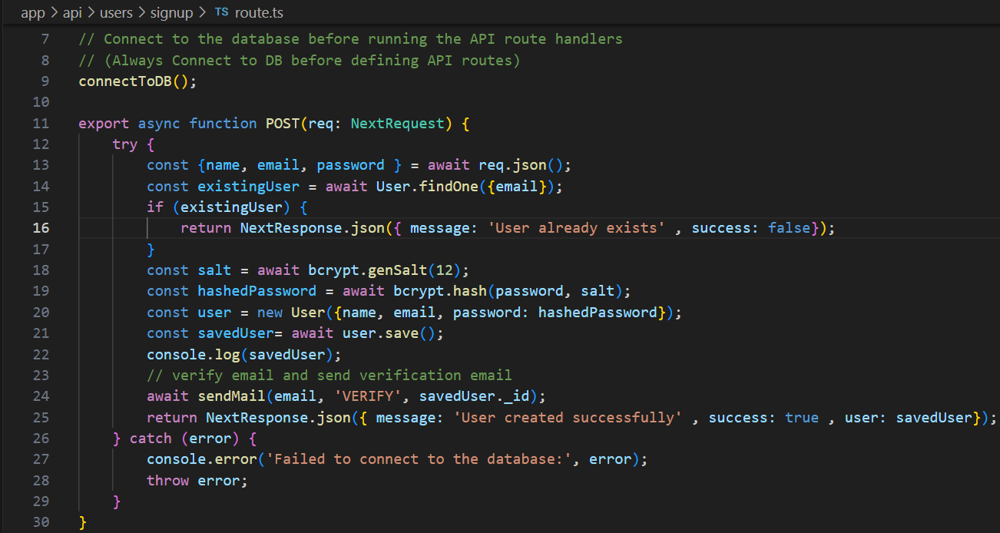 app > api > users > signup > TS route.ts
7 // Connect to the database before running the API route handlers
8 // (Always Connect to DB before defining API routes)
9 connectToDB();
10
11 export async function POST(req: NextRequest) {
12     try {
13         const {name, email, password } = await req.json();
14         const existingUser = await User.findOne({email});
15         if (existingUser) {
16             return NextResponse.json({ message: 'User already exists' , success: false});
17         }
18         const salt = await bcrypt.genSalt(12);
19         const hashedPassword = await bcrypt.hash(password, salt);
20         const user = new User({name, email, password: hashedPassword});
21         const savedUser= await user.save();
22         console.log(savedUser);
23         // verify email and send verification email
24         await sendMail(email, 'VERIFY', savedUser._id);
25         return NextResponse.json({ message: 'User created successfully' , success: true , user: savedUser});
26     } catch (error) {
27         console.error('Failed to connect to the database:', error);
28         throw error;
29     }
30 }